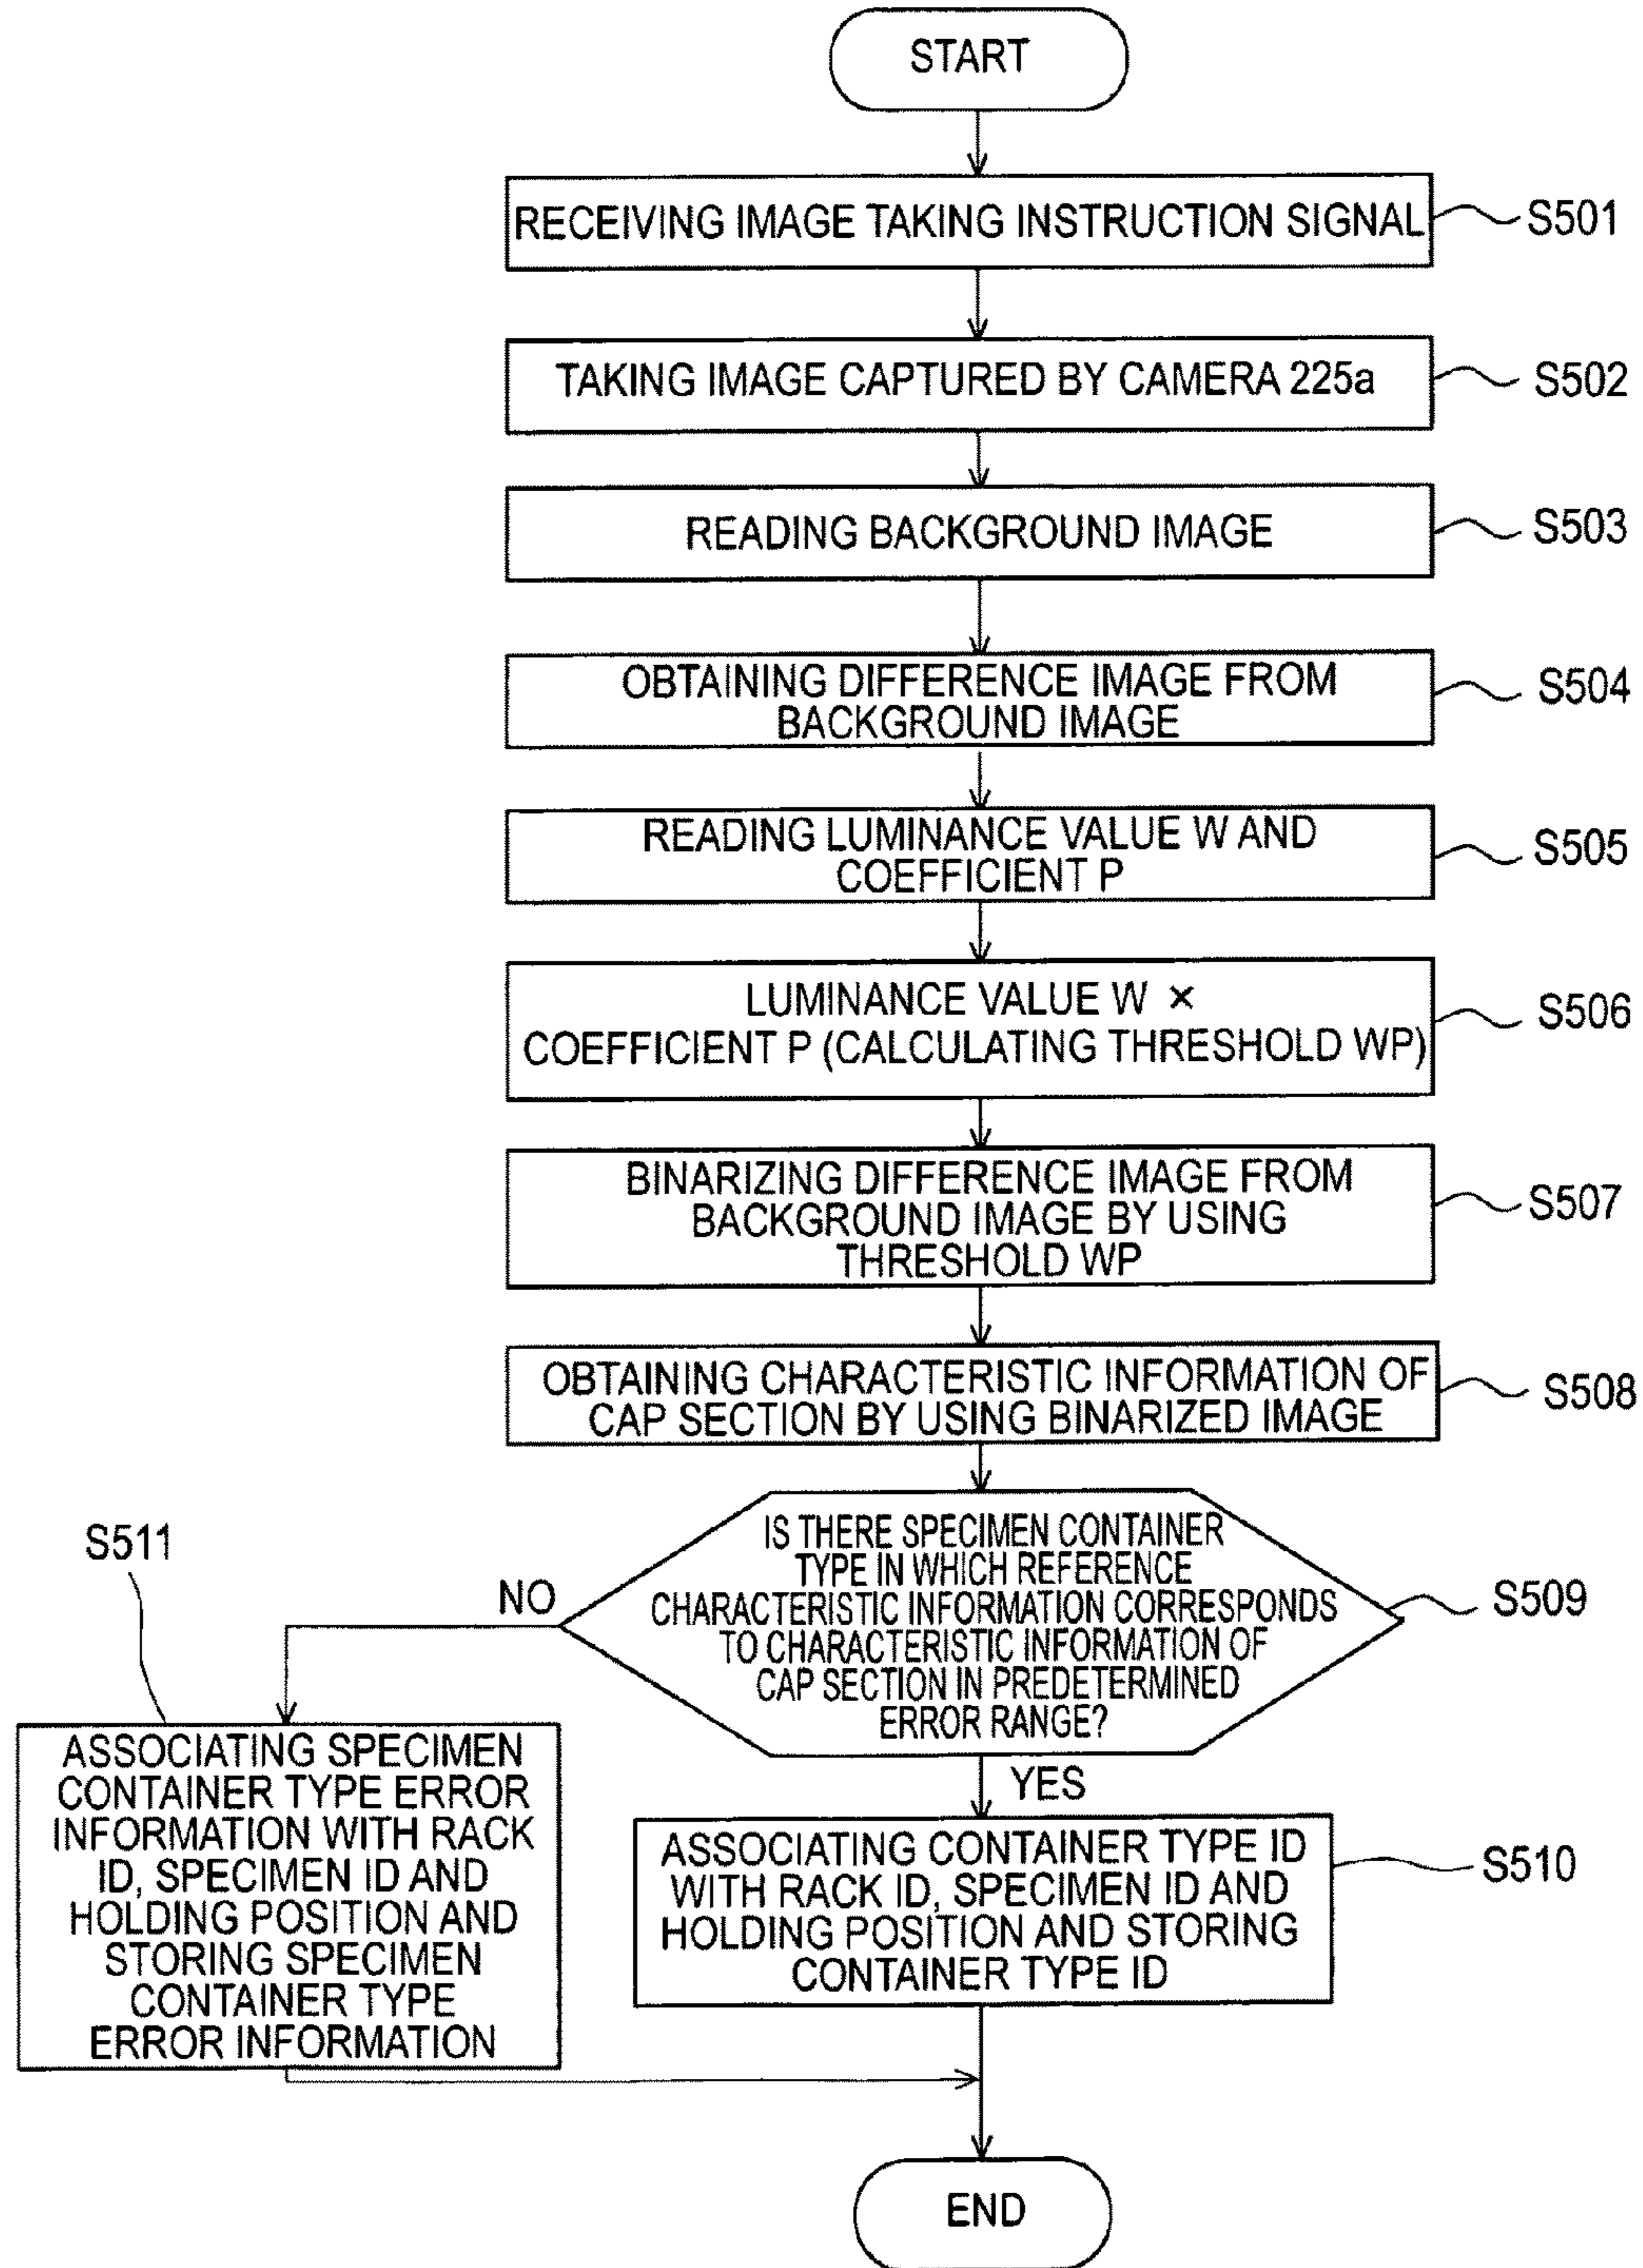 START
RECEIVING IMAGE TAKING INSTRUCTION SIGNAL
S501
TAKING IMAGE CAPTURED BY CAMERA 225a
S502
READING BACKGROUND IMAGE
S503
OBTAINING DIFFERENCE IMAGE FROM
BACKGROUND IMAGE
S504
READING LUMINANCE VALUE W AND
COEFFICIENT P
S505
LUMINANCE VALUE W ×
COEFFICIENT P (CALCULATING THRESHOLD WP)
S506
BINARIZING DIFFERENCE IMAGE FROM
BACKGROUND IMAGE BY USING
THRESHOLD WP
S507
OBTAINING CHARACTERISTIC INFORMATION OF
CAP SECTION BY USING BINARIZED IMAGE
S508
IS THERE SPECIMEN CONTAINER
TYPE IN WHICH REFERENCE
CHARACTERISTIC INFORMATION CORRESPONDS
TO CHARACTERISTIC INFORMATION OF
CAP SECTION IN PREDETERMINED
ERROR RANGE?
S509
NO
S511
ASSOCIATING SPECIMEN
CONTAINER TYPE ERROR
INFORMATION WITH RACK
ID, SPECIMEN ID AND
HOLDING POSITION AND
STORING SPECIMEN
CONTAINER TYPE
ERROR INFORMATION
YES
ASSOCIATING CONTAINER TYPE ID
WITH RACK ID, SPECIMEN ID AND
HOLDING POSITION AND STORING
CONTAINER TYPE ID
S510
END